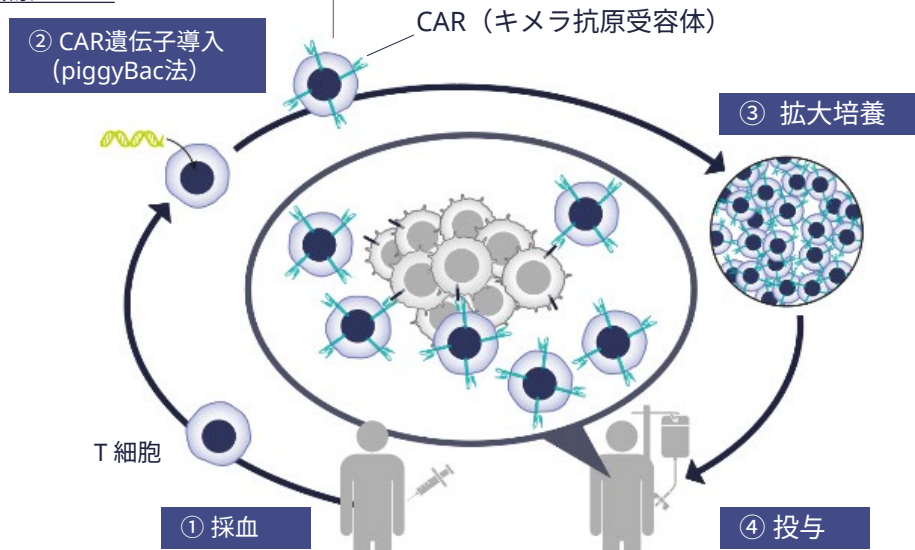 ② CAR遺伝子導入
(piggyBac法）
CAR（キメラ抗原受容体）
③ 拡大培養
T 細胞
① 採血
④ 投与